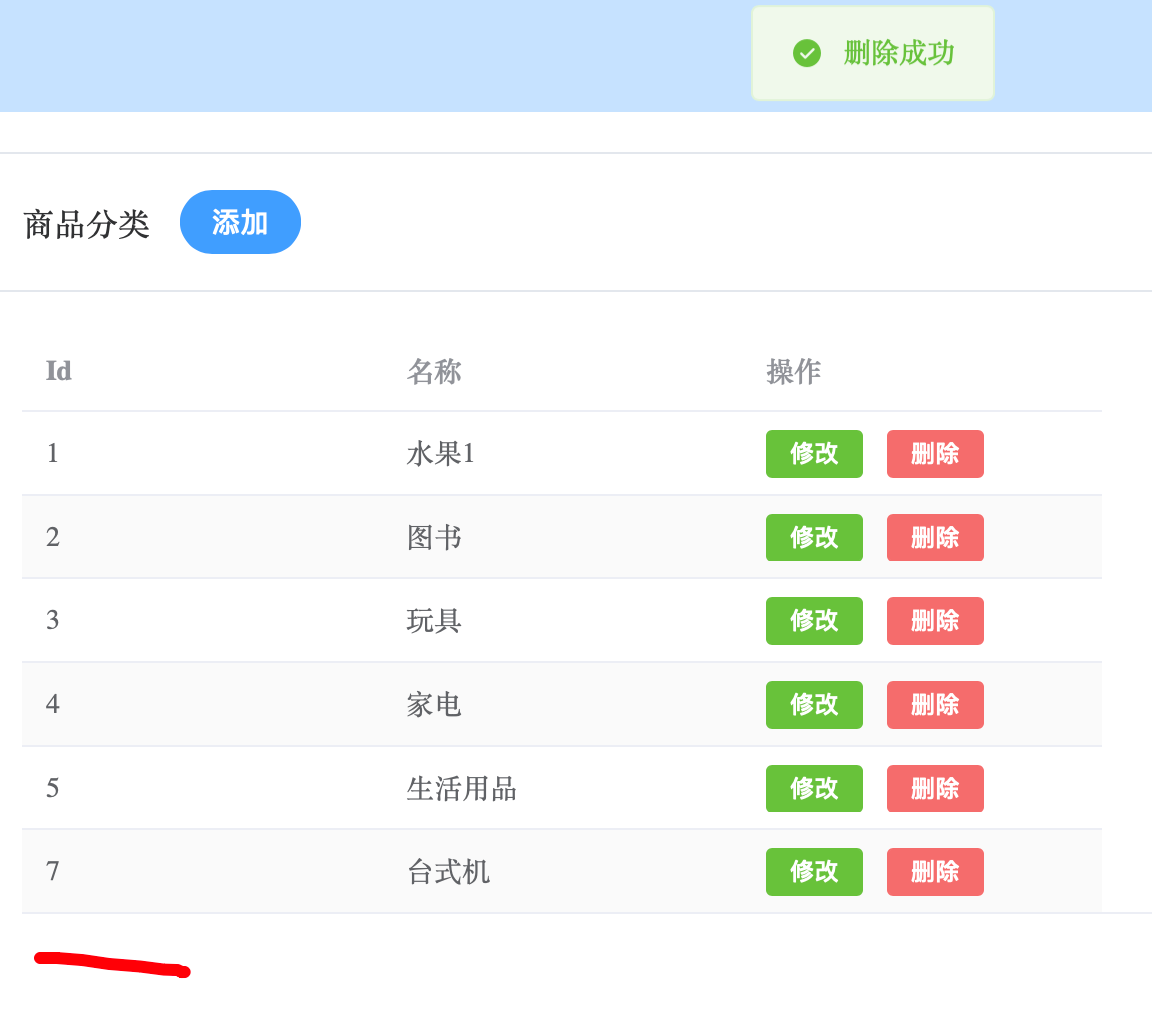 删除成功
商品分类 添加
Id 名称 操作
1 水果1 修改 删除
2 图书 修改 删除
3 玩具 修改 删除
4 家电 修改 删除
5 生活用品 修改 删除
7 台式机 修改 删除